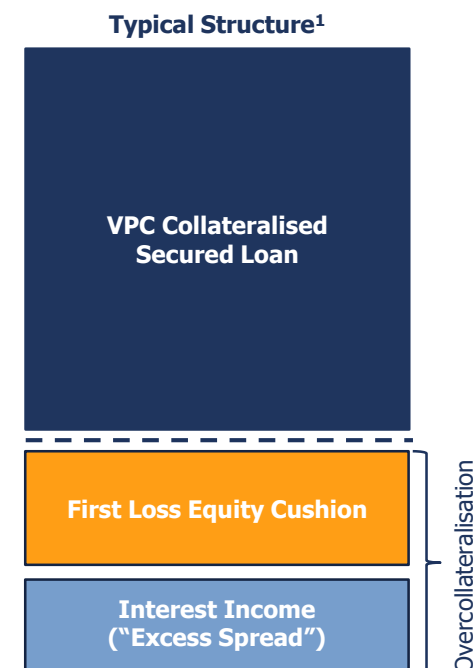 Typical Structure¹
VPC Collateralised
Secured Loan
First Loss Equity Cushion
Interest Income
(“Excess Spread”)
Overcollateralisation